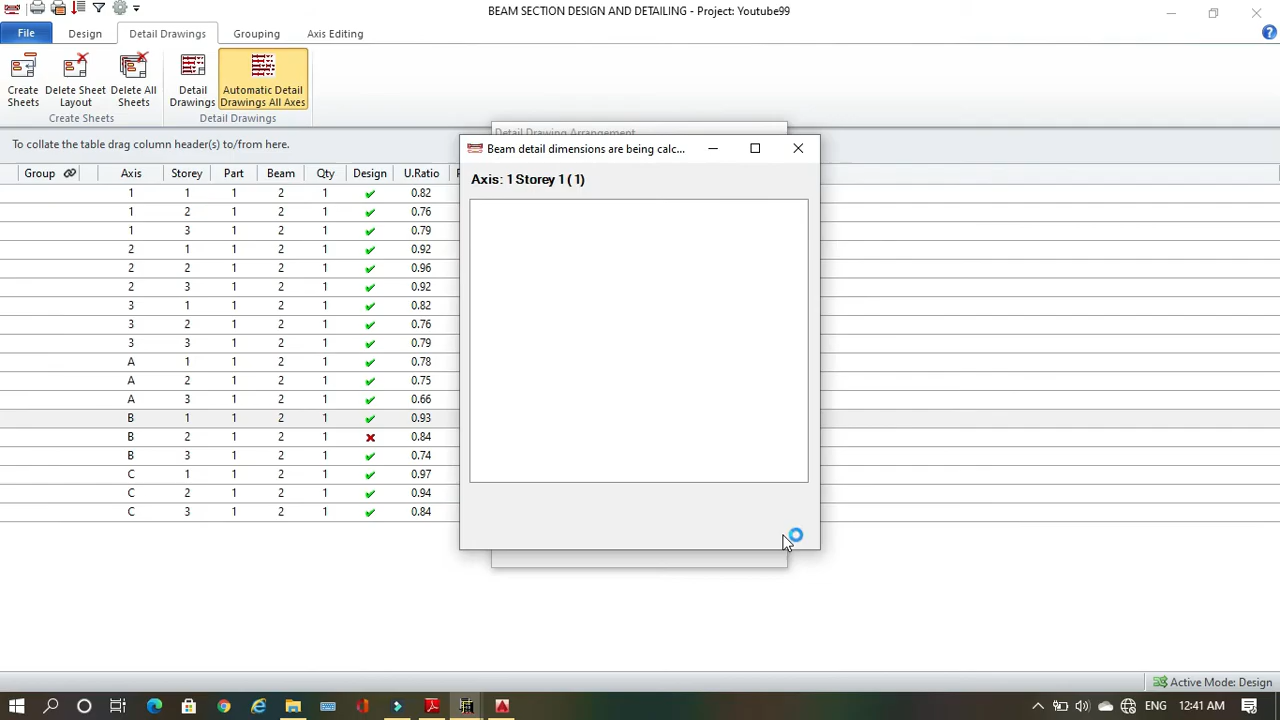 BEAM SECTION DESIGN AND DETAILING - Project: Youtube99
File Design Detail Drawings Grouping Axis Editing
Create Sheets
Delete Sheet Layout
Delete All Sheets
Detail Drawings
Automatic Detail Drawings All Axes
Create Sheets Detail Drawings
To collate the table drag column header(s) to/from here.
Detail Drawing Arrangement
Beam detail dimensions are being calc...
Axis: 1 Storey 1 ( 1)
Group Axis Storey Part Beam Qty Design U.Ratio
1 1 1 2 1 0.82
1 2 1 2 1 0.76
1 3 1 2 1 0.79
2 1 1 2 1 0.92
2 2 1 2 1 0.96
2 3 1 2 1 0.92
3 1 1 2 1 0.82
3 2 1 2 1 0.76
3 3 1 2 1 0.79
A 1 1 2 1 0.78
A 2 1 2 1 0.75
A 3 1 2 1 0.66
B 1 1 2 1 0.93
B 2 1 2 1 0.84
B 3 1 2 1 0.74
C 1 1 2 1 0.97
C 2 1 2 1 0.94
C 3 1 2 1 0.84
Active Mode: Design
ENG 12:41 AM